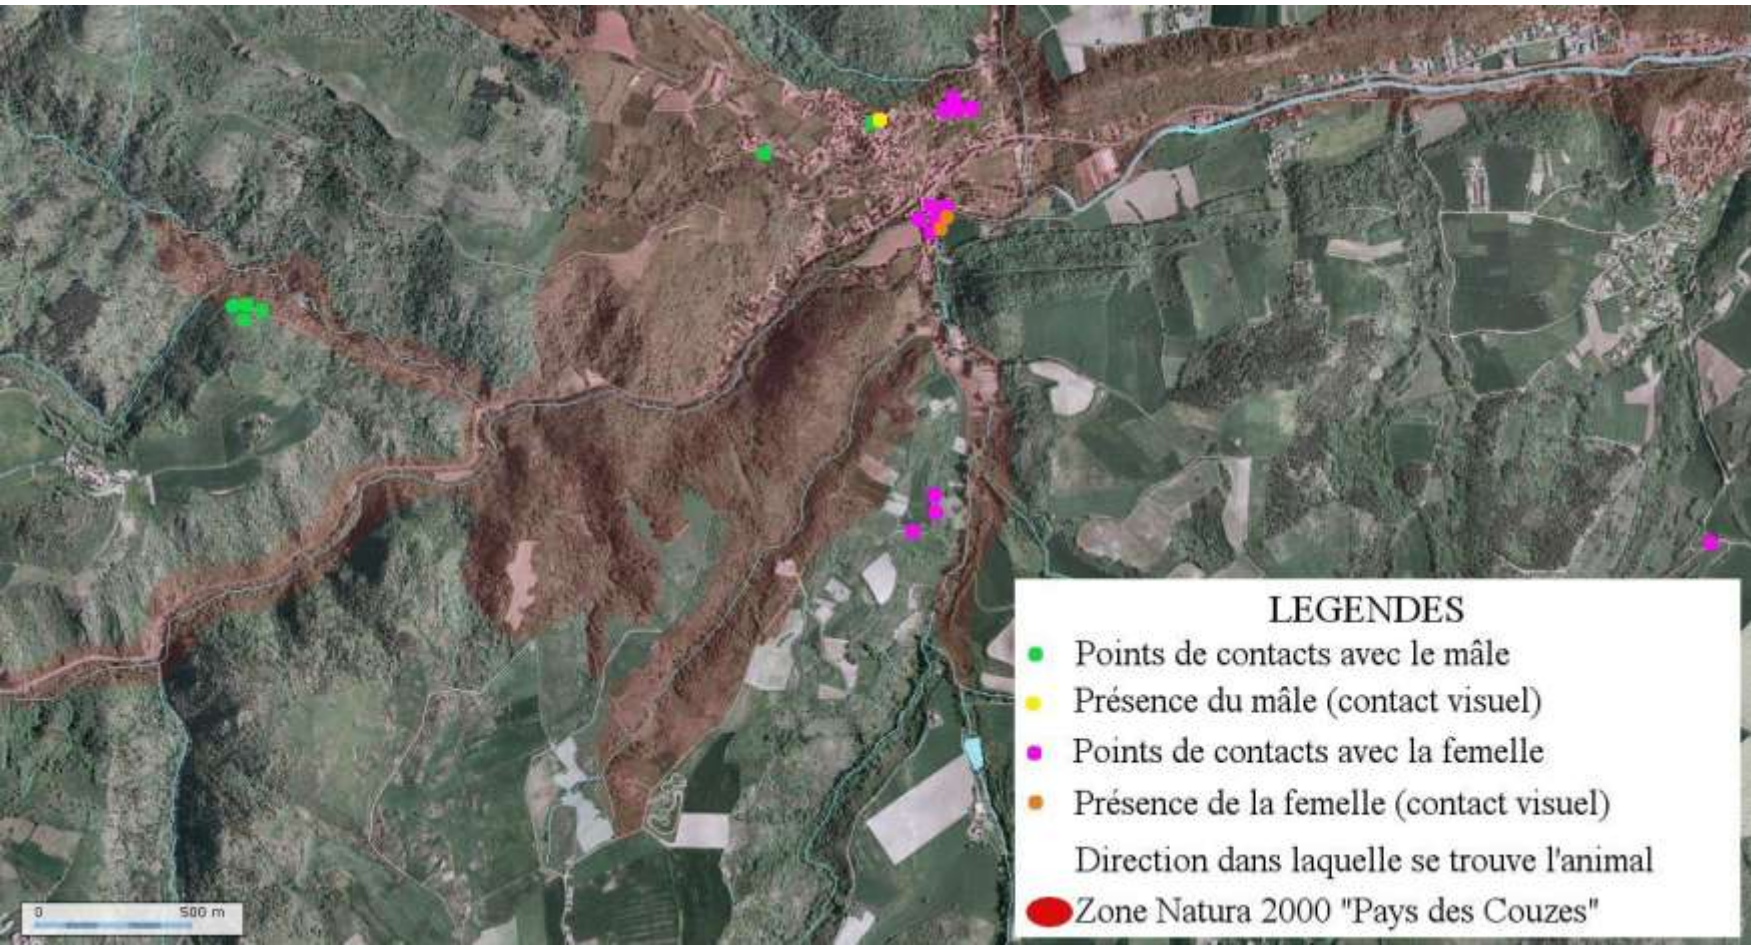 LEGENDES
Points de contacts avec le mâle
Présence du mâle (contact visuel)
Points de contacts avec la femelle
Présence de la femelle (contact visuel)
Direction dans laquelle se trouve l'animal
Zone Natura 2000 "Pays des Couzes"
0 500 m